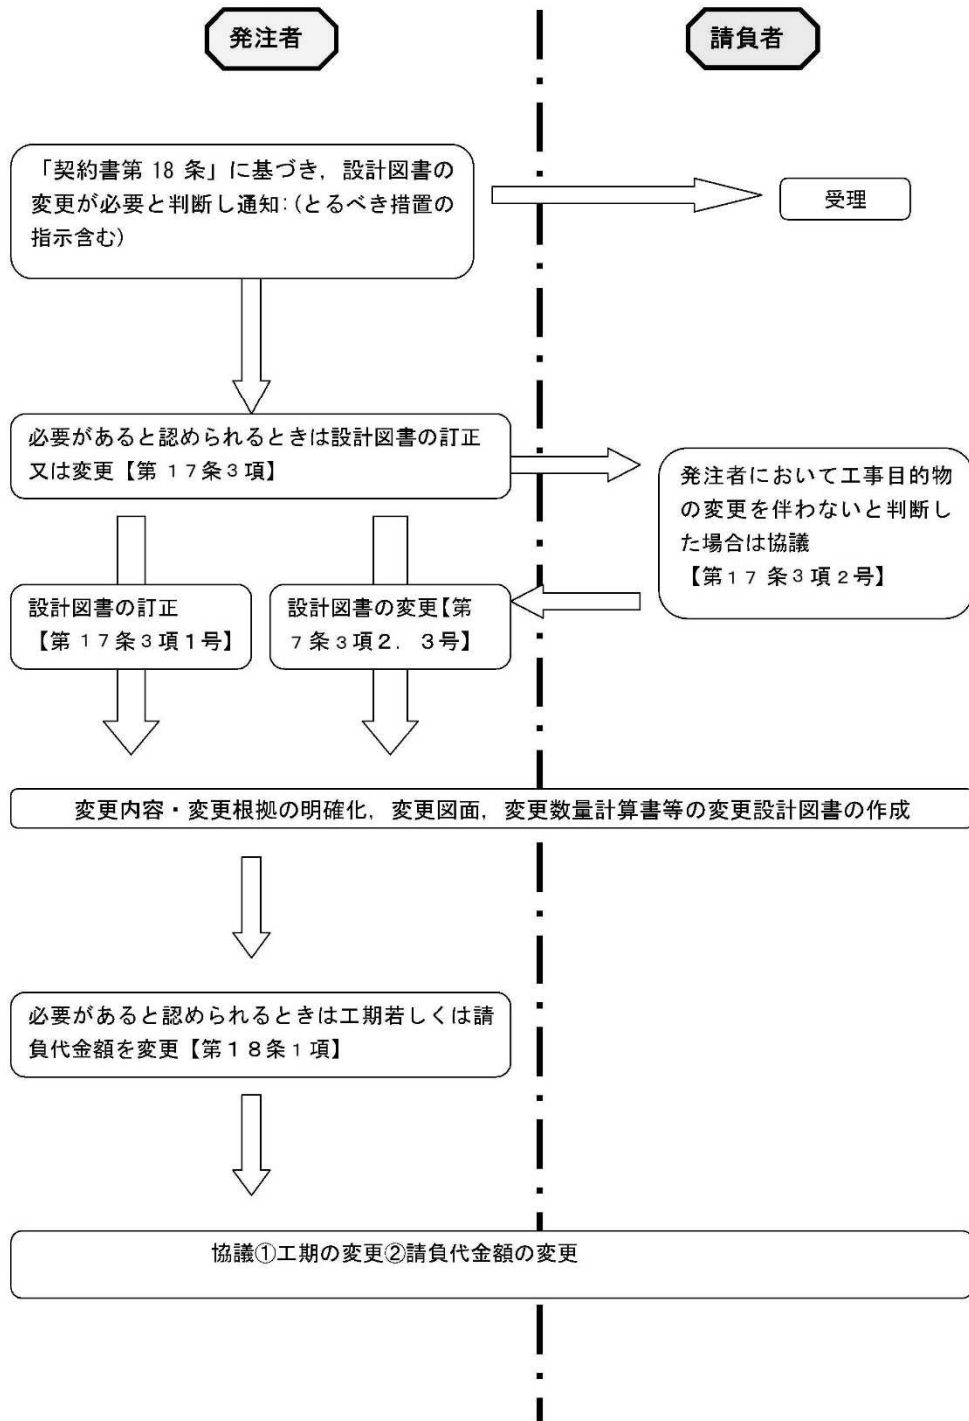 発注者
請負者
「契約書第 18 条」に基づき，設計図書の
変更が必要と判断し通知：(とるべき措置の
指示含む)
受理
必要があると認められるときは設計図書の訂正
又は変更【第１７条３項】
発注者において工事目的物
の変更を伴わないと判断し
た場合は協議
【第１７条３項２号】
設計図書の訂正
【第１７条３項１号】
設計図書の変更【第
７条３項２．３号】
変更内容・変更根拠の明確化，変更図面，変更数量計算書等の変更設計図書の作成
必要があると認められるときは工期若しくは請
負代金額を変更【第１８条１項】
協議①工期の変更②請負代金額の変更